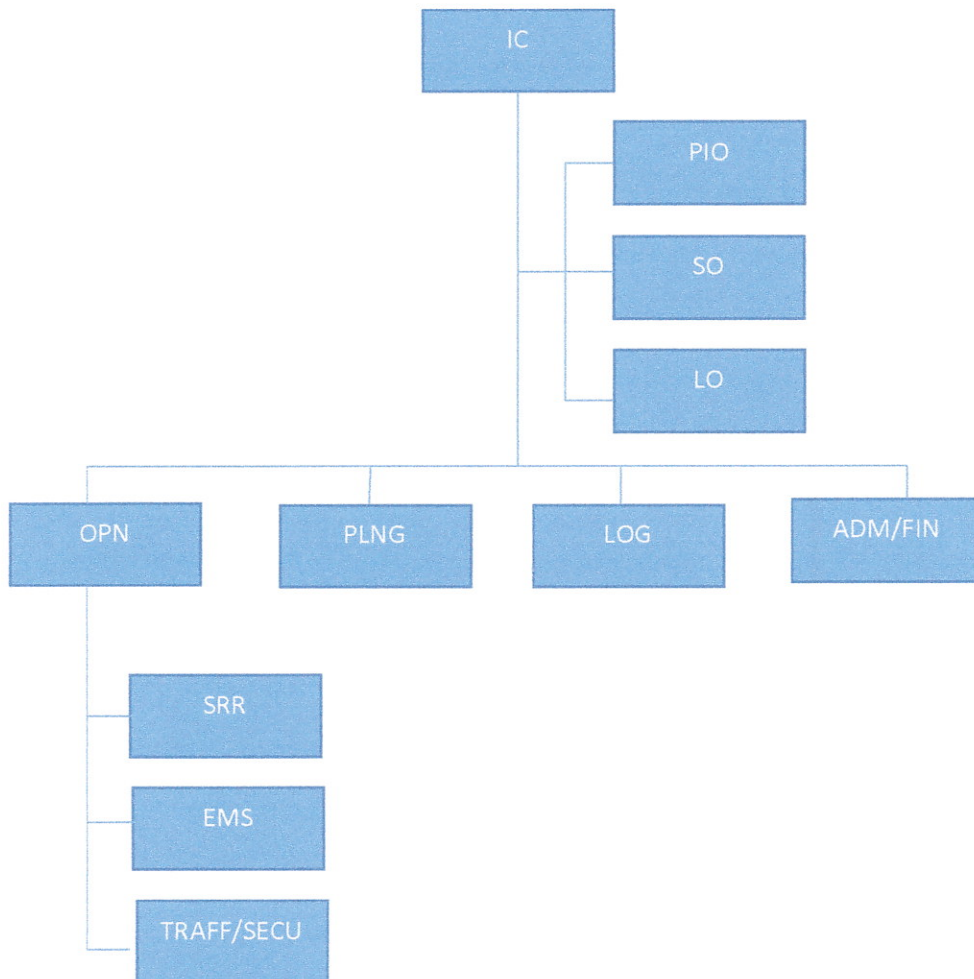 IC
PIO
SO
LO
OPN
PLNG
LOG
ADM/FIN
SRR
EMS
TRAFF/SECU